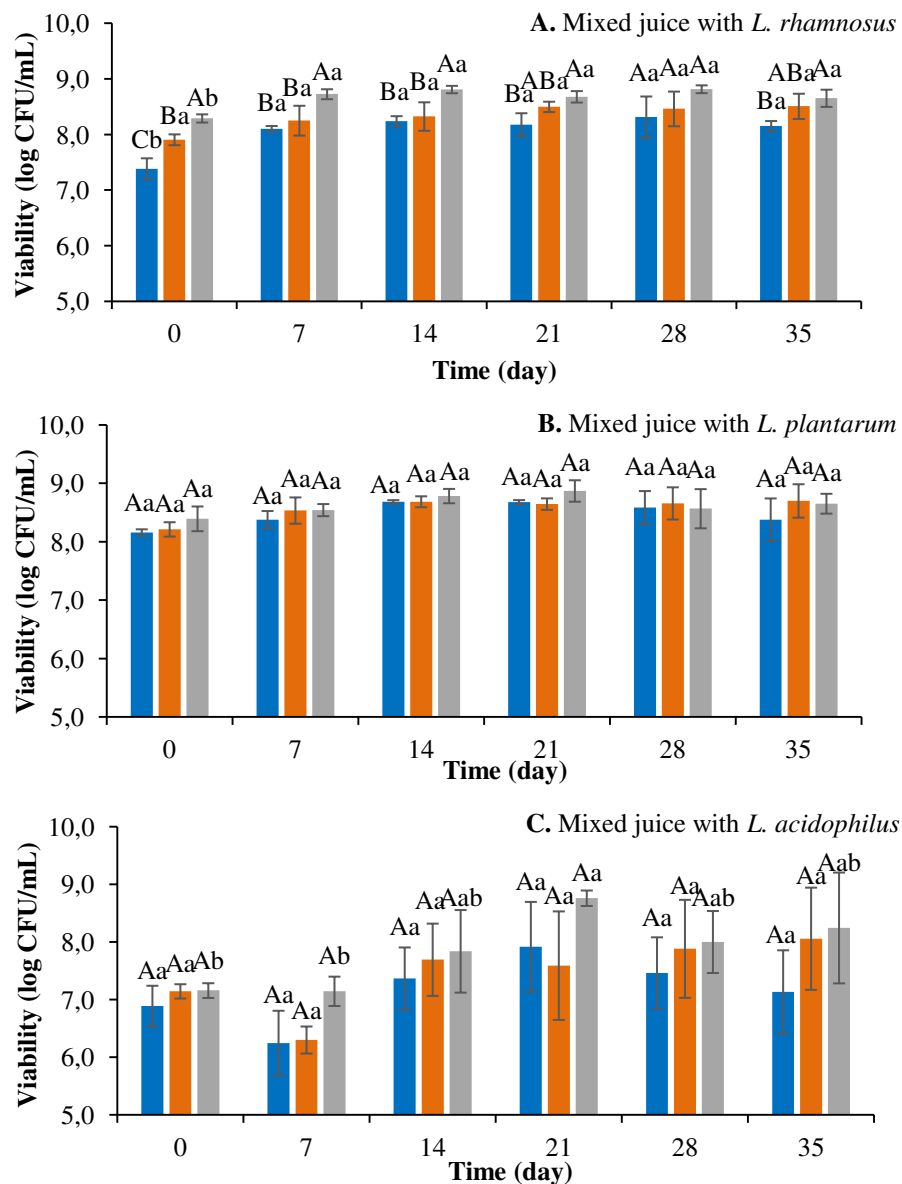 A. Mixed juice with L. rhamnosus
Viability (log CFU/mL)
10,0
9,0
8,0
7,0
6,0
5,0
Cb Ba Ab Ba Ba Aa Ba Ba Aa Ba ABa Aa Aa Aa Aa Ba ABa Aa
0 7 14 21 28 35
Time (day)
B. Mixed juice with L. plantarum
Viability (log CFU/mL)
10,0
9,0
8,0
7,0
6,0
5,0
Aa Aa Aa Aa Aa Aa Aa Aa Aa Aa Aa Aa Aa Aa Aa Aa Aa Aa
0 7 14 21 28 35
Time (day)
C. Mixed juice with L. acidophilus
Viability (log CFU/mL)
10,0
9,0
8,0
7,0
6,0
5,0
Aa Aa Ab Aa Aa Ab Aa Aa Aab Aa Aa Aa Aa Aa Aab Aa Aa Aab
0 7 14 21 28 35
Time (day)